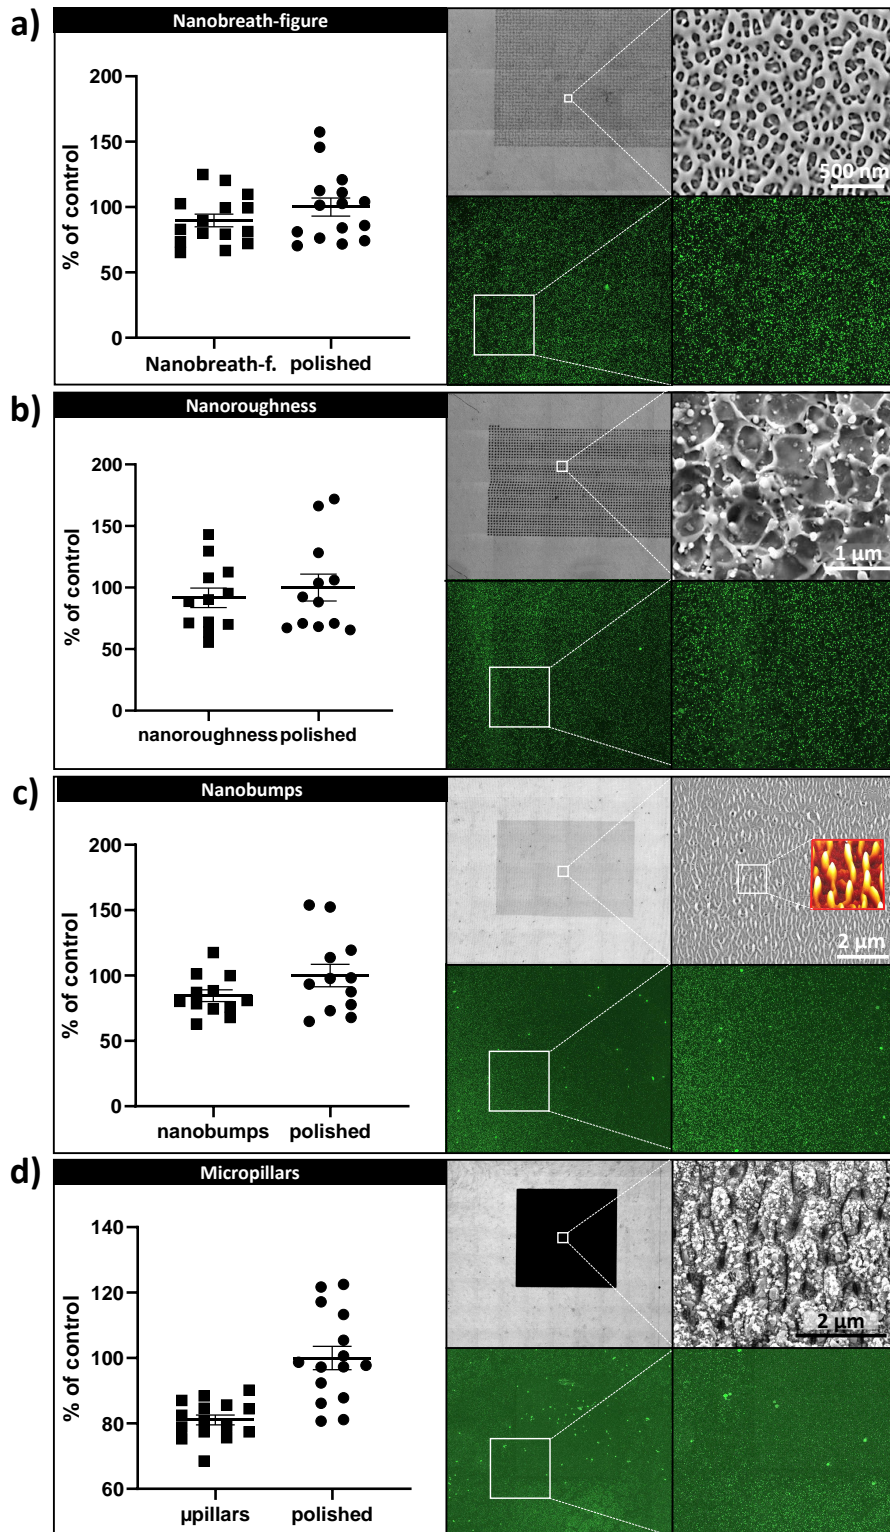 a)
Nanobreath-figure
% of control
200
150
100
50
0
Nanobreath-f. polished
500 nm
b)
Nanoroughness
% of control
200
150
100
50
0
nanoroughness polished
1 µm
c)
Nanobumps
% of control
200
150
100
50
0
nanobumps polished
2 µm
d)
Micropillars
% of control
140
120
100
80
60
µpillars polished
2 µm